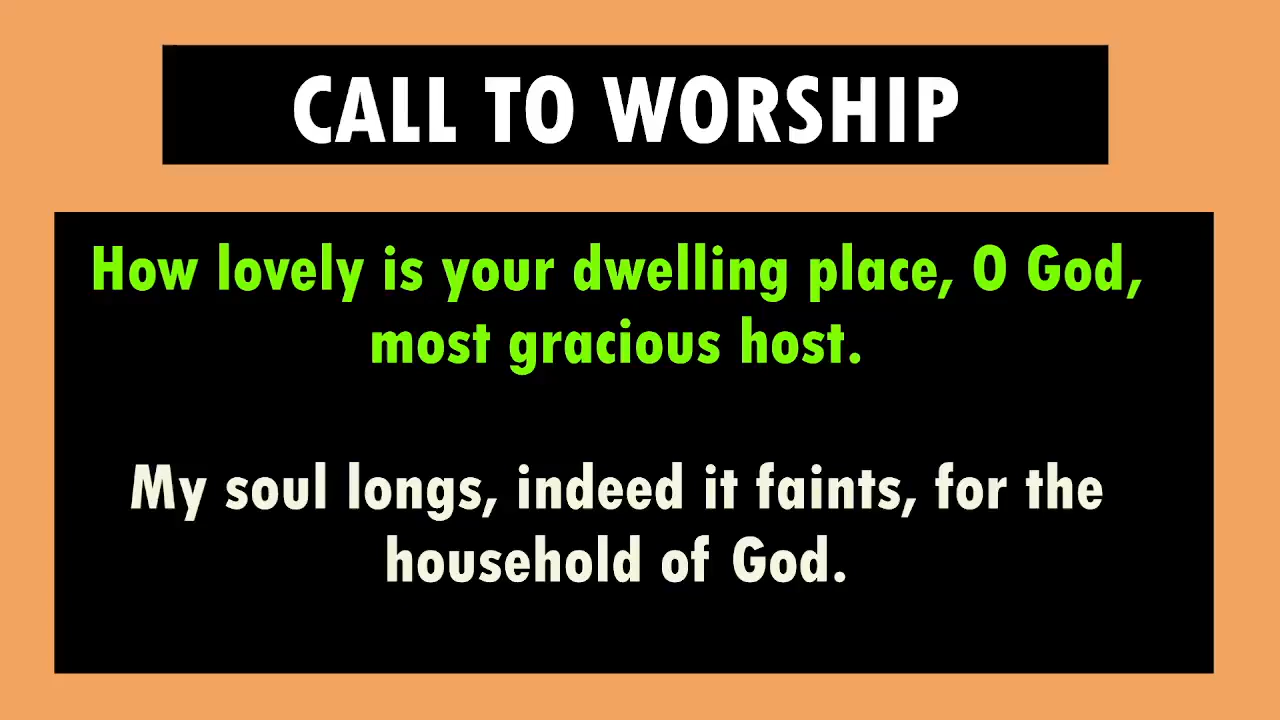 CALL TO WORSHIP
How lovely is your dwelling place, O God,
most gracious host.
My soul longs, indeed it faints, for the
household of God.